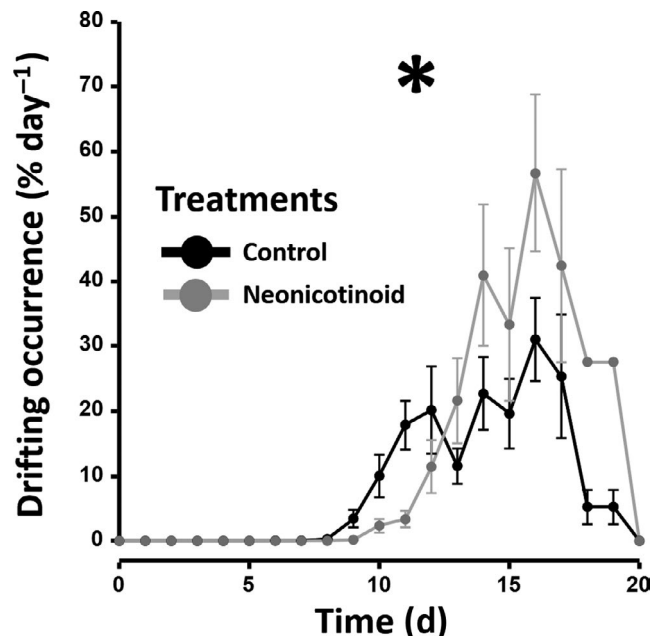 Drifting occurrence (% day⁻¹)
80
70
60
50
40
30
20
10
0
*
Treatments
Control
Neonicotinoid
0 5 10 15 20
Time (d)